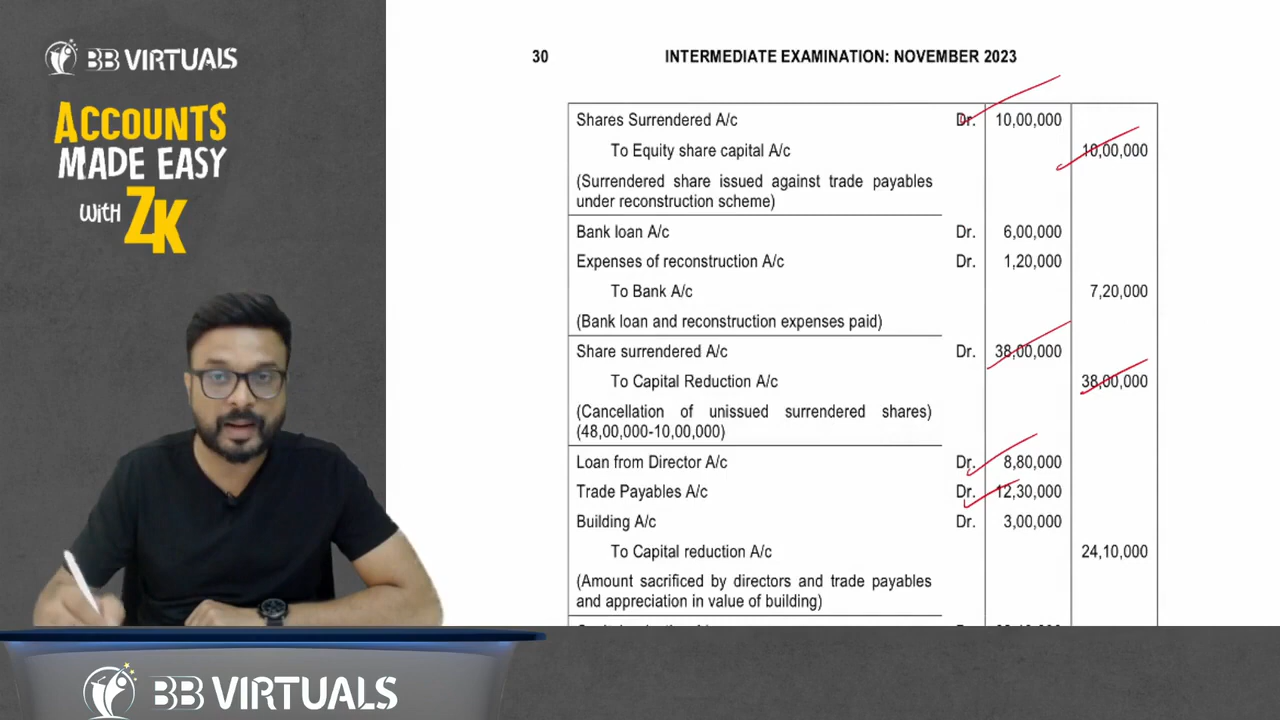 BB VIRTUALS
ACCOUNTS
MADE EASY
WITH ZK
30 INTERMEDIATE EXAMINATION: NOVEMBER 2023
Shares Surrendered A/c Dr. 10,00,000
To Equity share capital A/c 10,00,000
(Surrendered share issued against trade payables
under reconstruction scheme)
Bank loan A/c Dr. 6,00,000
Expenses of reconstruction A/c Dr. 1,20,000
To Bank A/c 7,20,000
(Bank loan and reconstruction expenses paid)
Share surrendered A/c Dr. 38,00,000
To Capital Reduction A/c 38,00,000
(Cancellation of unissued surrendered shares)
(48,00,000-10,00,000)
Loan from Director A/c Dr. 8,80,000
Trade Payables A/c Dr. 12,30,000
Building A/c Dr. 3,00,000
To Capital reduction A/c 24,10,000
(Amount sacrificed by directors and trade payables
and appreciation in value of building)
BB VIRTUALS